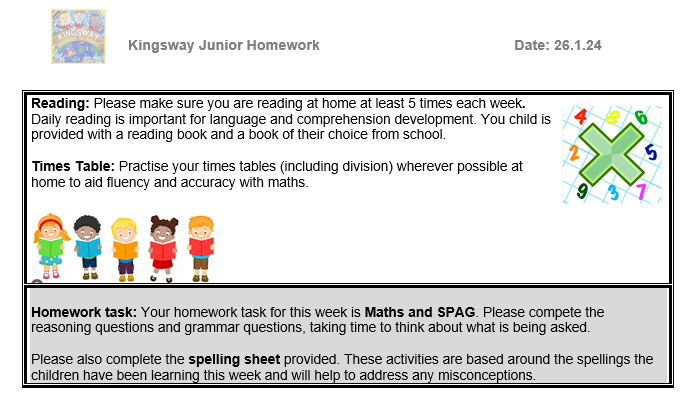 KINGSWAY
Kingsway Junior Homework Date: 26.1.24
Reading: Please make sure you are reading at home at least 5 times each week.
Daily reading is important for language and comprehension development. You child is
provided with a reading book and a book of their choice from school.
Times Table: Practise your times tables (including division) wherever possible at
home to aid fluency and accuracy with maths.
4 8 6
2 5
9 3 7
Homework task: Your homework task for this week is Maths and SPAG. Please compete the
reasoning questions and grammar questions, taking time to think about what is being asked.
Please also complete the spelling sheet provided. These activities are based around the spellings the
children have been learning this week and will help to address any misconceptions.